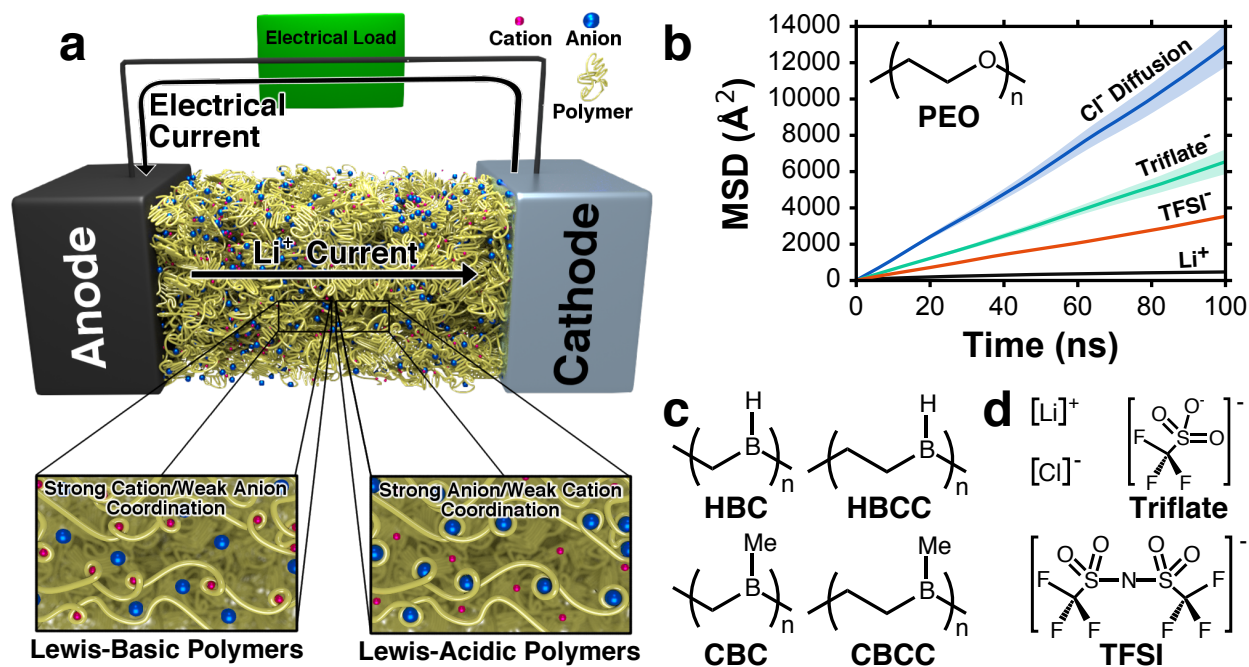 a
Electrical Load
Cation Anion
Polymer
Electrical
Current
Li+ Current
Anode
Cathode
Strong Cation/Weak Anion
Coordination
Lewis-Basic Polymers
Strong Anion/Weak Cation
Coordination
Lewis-Acidic Polymers
b
MSD (Å2)
14000
12000
10000
8000
6000
4000
2000
0
0 20 40 60 80 100
Time (ns)
O
n
PEO
Cl- Diffusion
Triflate-
TFSI-
Li+
c
H
B
n
HBC
H
B
n
HBCC
Me
B
n
CBC
Me
B
n
CBCC
d
[Li]+
[Cl]-
O O-
S O
F
F F
-
Triflate
O O O O
S N S
F F
F F F F
-
TFSI